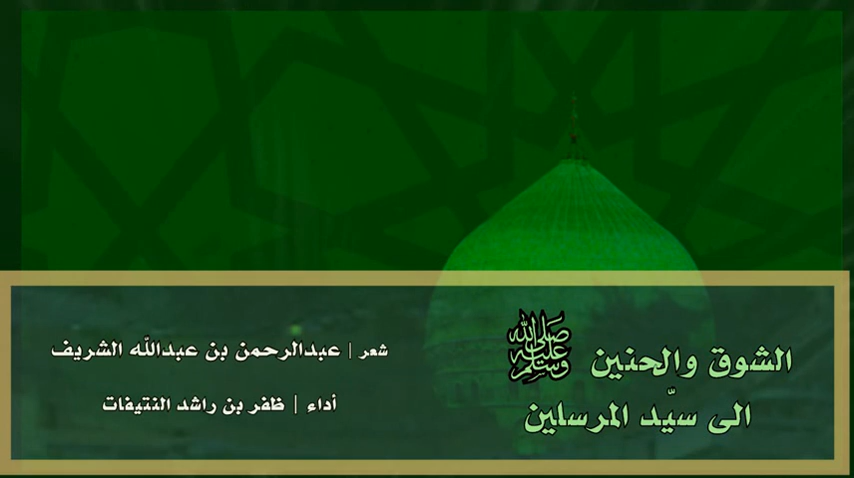 الشوق والحنين ﷺ
الى سيّد المرسلين
شعر | عبدالرحمن بن عبدالله الشريف
أداء | ظفر بن راشد النتيفات